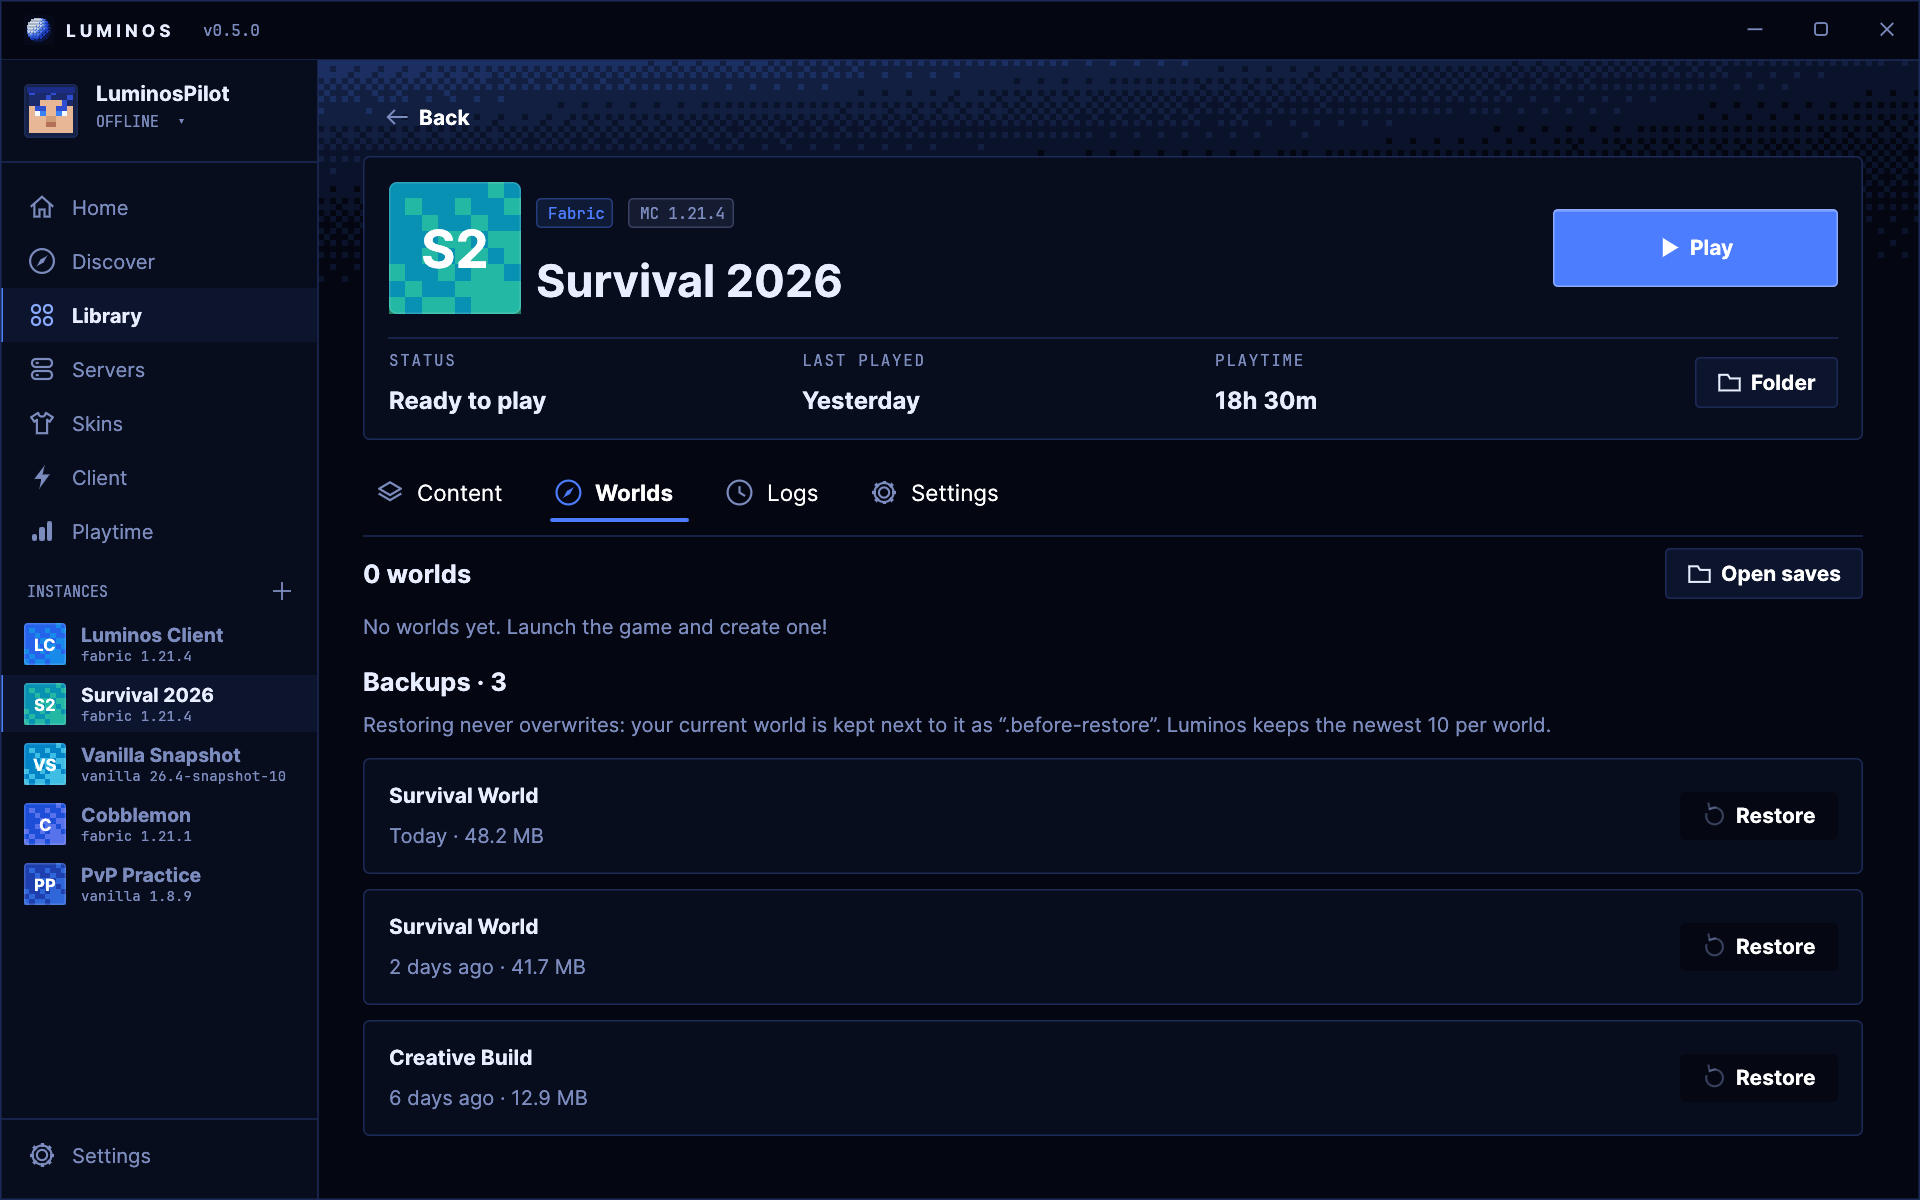 LUMINOS v0.5.0
LuminosPilot
OFFLINE
Home
Discover
Library
Servers
Skins
Client
Playtime
INSTANCES
LC
Luminos Client
fabric 1.21.4
S2
Survival 2026
fabric 1.21.4
VS
Vanilla Snapshot
vanilla 26.4-snapshot-10
C
Cobblemon
fabric 1.21.1
PP
PvP Practice
vanilla 1.8.9
Settings
Back
S2
Fabric MC 1.21.4
Survival 2026
Play
STATUS LAST PLAYED PLAYTIME
Ready to play Yesterday 18h 30m
Folder
Content Worlds Logs Settings
0 worlds
Open saves
No worlds yet. Launch the game and create one!
Backups · 3
Restoring never overwrites: your current world is kept next to it as “.before-restore”. Luminos keeps the newest 10 per world.
Survival World
Today · 48.2 MB
Restore
Survival World
2 days ago · 41.7 MB
Restore
Creative Build
6 days ago · 12.9 MB
Restore